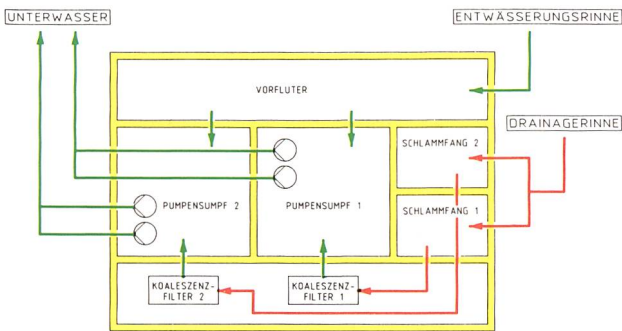 UNTERWASSER
ENTWÄSSERUNGSRINNE
VORFLUTER
DRAINAGERINNE
SCHLAMMFANG 2
PUMPENSUMPF 2
PUMPENSUMPF 1
SCHLAMMFANG 1
KOALESZENZ-
FILTER 2
KOALESZENZ-
FILTER 1